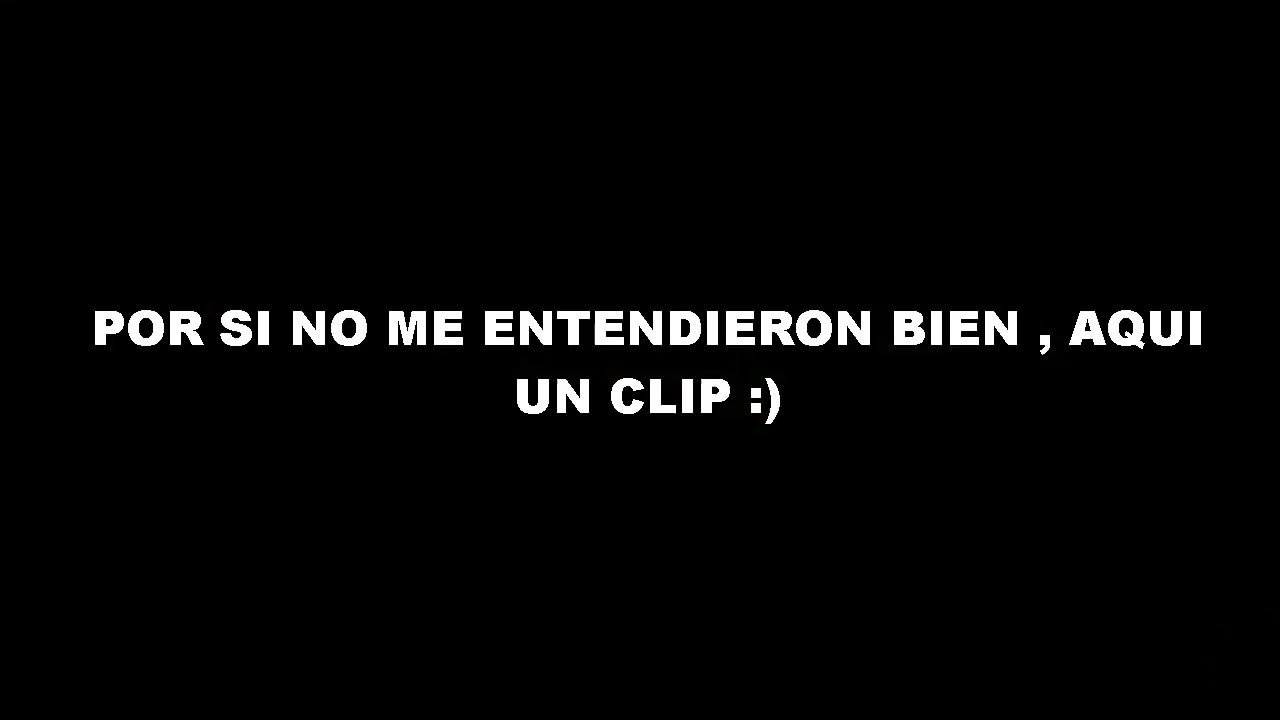 POR SI NO ME ENTENDIERON BIEN , AQUI
UN CLIP :)